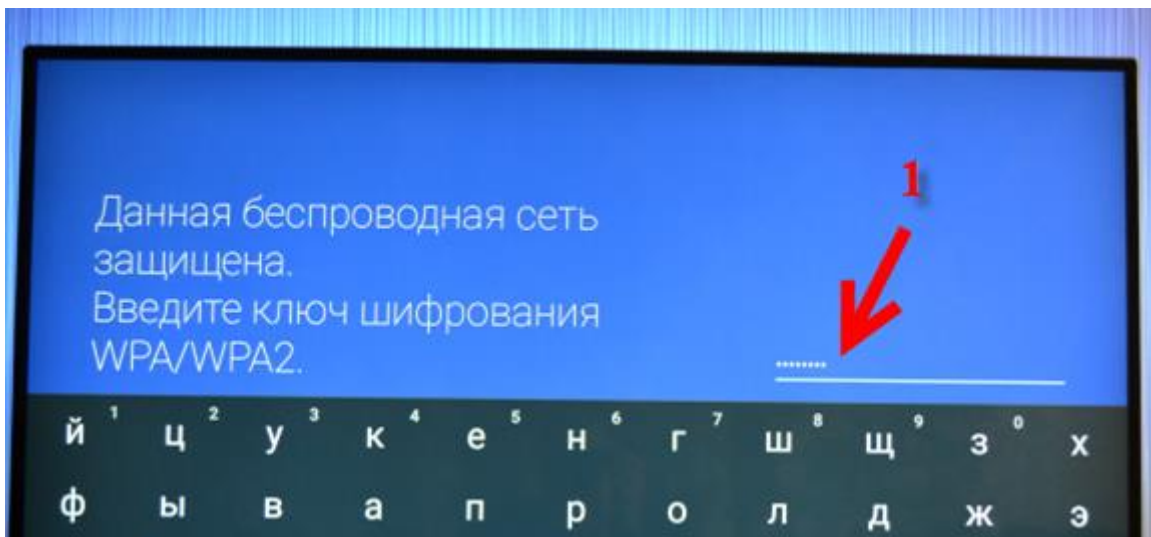 1
Данная беспроводная сеть
защищена.
Введите ключ шифрования
WPA/WPA2.
........
й 1 ц 2 у 3 к 4 е 5 н 6 г 7 ш 8 щ 9 з 0 х
ф ы в а п р о л д ж э